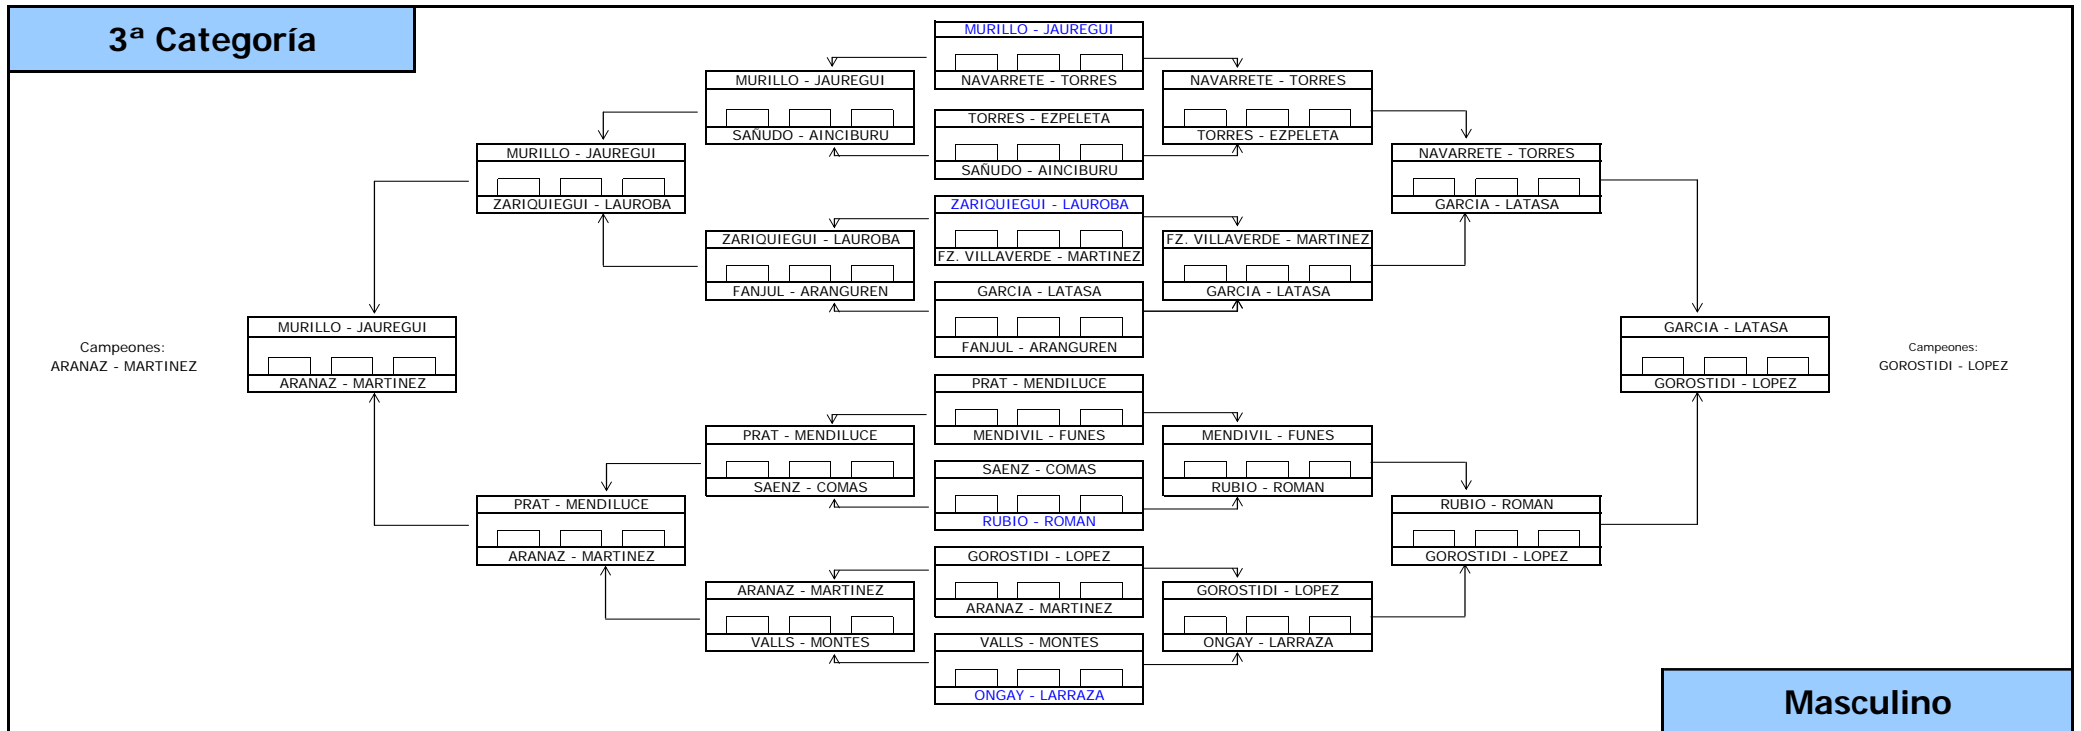 3ª Categoría
MURILLO - JAUREGUI
NAVARRETE - TORRES
MURILLO - JAUREGUI
SAÑUDO - AINCIBURU
TORRES - EZPELETA
SAÑUDO - AINCIBURU
NAVARRETE - TORRES
TORRES - EZPELETA
MURILLO - JAUREGUI
ZARIQUIEGUI - LAUROBA
NAVARRETE - TORRES
GARCIA - LATASA
ZARIQUIEGUI - LAUROBA
FZ. VILLAVERDE - MARTINEZ
ZARIQUIEGUI - LAUROBA
FANJUL - ARANGUREN
FZ. VILLAVERDE - MARTINEZ
GARCIA - LATASA
GARCIA - LATASA
FANJUL - ARANGUREN
Campeones:
ARANAZ - MARTINEZ
MURILLO - JAUREGUI
ARANAZ - MARTINEZ
GARCIA - LATASA
GOROSTIDI - LOPEZ
Campeones:
GOROSTIDI - LOPEZ
PRAT - MENDILUCE
MENDIVIL - FUNES
PRAT - MENDILUCE
SAENZ - COMAS
MENDIVIL - FUNES
RUBIO - ROMAN
SAENZ - COMAS
RUBIO - ROMAN
PRAT - MENDILUCE
ARANAZ - MARTINEZ
RUBIO - ROMAN
GOROSTIDI - LOPEZ
GOROSTIDI - LOPEZ
ARANAZ - MARTINEZ
ARANAZ - MARTINEZ
VALLS - MONTES
GOROSTIDI - LOPEZ
ONGAY - LARRAZA
VALLS - MONTES
ONGAY - LARRAZA
Masculino